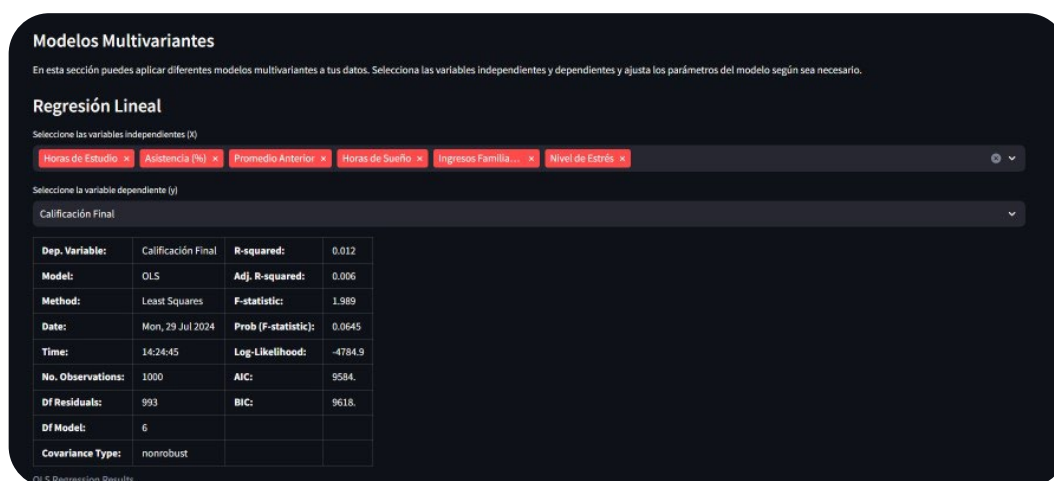 Modelos Multivariantes
En esta sección puedes aplicar diferentes modelos multivariantes a tus datos. Selecciona las variables independientes y dependientes y ajusta los parámetros del modelo según sea necesario.
Regresión Lineal
Seleccione las variables independientes (X)
Horas de Estudio × Asistencia (%) × Promedio Anterior × Horas de Sueño × Ingresos Familia... × Nivel de Estrés ×
Seleccione la variable dependiente (y)
Calificación Final
Dep. Variable: Calificación Final R-squared: 0.012
Model: OLS Adj. R-squared: 0.006
Method: Least Squares F-statistic: 1.989
Date: Mon, 29 Jul 2024 Prob (F-statistic): 0.0645
Time: 14:24:45 Log-Likelihood: -4784.9
No. Observations: 1000 AIC: 9584.
Df Residuals: 993 BIC: 9618.
Df Model: 6
Covariance Type: nonrobust
OLS Regression Results